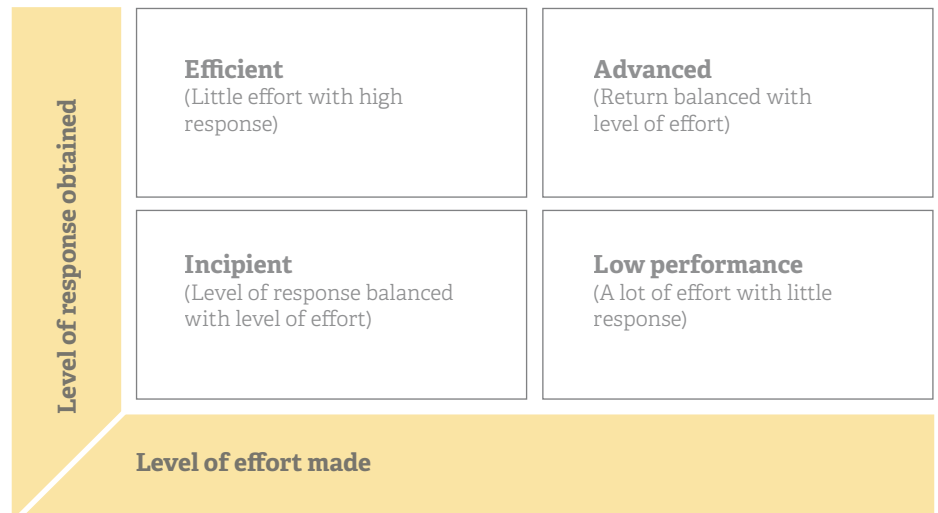 Level of response obtained
Efficient
(Little effort with high
response)
Advanced
(Return balanced with
level of effort)
Incipient
(Level of response balanced
with level of effort)
Low performance
(A lot of effort with little
response)
Level of effort made